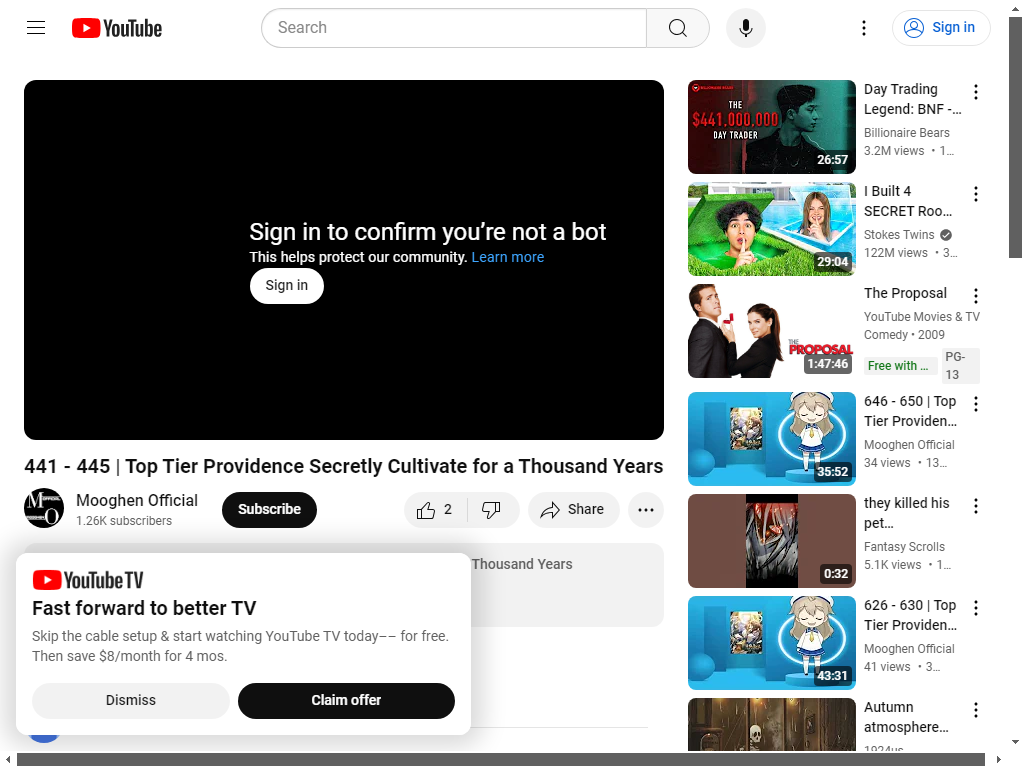 YouTube
Search
Sign in
Sign in to confirm you’re not a bot
This helps protect our community. Learn more
Sign in
441 - 445 | Top Tier Providence Secretly Cultivate for a Thousand Years
Mooghen Official
1.26K subscribers
Subscribe
2
Share
Thousand Years
YouTube TV
Fast forward to better TV
Skip the cable setup & start watching YouTube TV today–– for free.
Then save $8/month for 4 mos.
Dismiss
Claim offer
THE
$441,000,000
DAY TRADER
26:57
Day Trading
Legend: BNF -...
Billionaire Bears
3.2M views • 1...
29:04
I Built 4
SECRET Roo...
Stokes Twins
122M views • 3...
THE
PROPOSAL
1:47:46
The Proposal
YouTube Movies & TV
Comedy • 2009
Free with ...
PG-
13
35:52
646 - 650 | Top
Tier Providen...
Mooghen Official
34 views • 13...
0:32
they killed his
pet...
Fantasy Scrolls
5.1K views • 1...
43:31
626 - 630 | Top
Tier Providen...
Mooghen Official
41 views • 3...
Autumn
atmosphere...